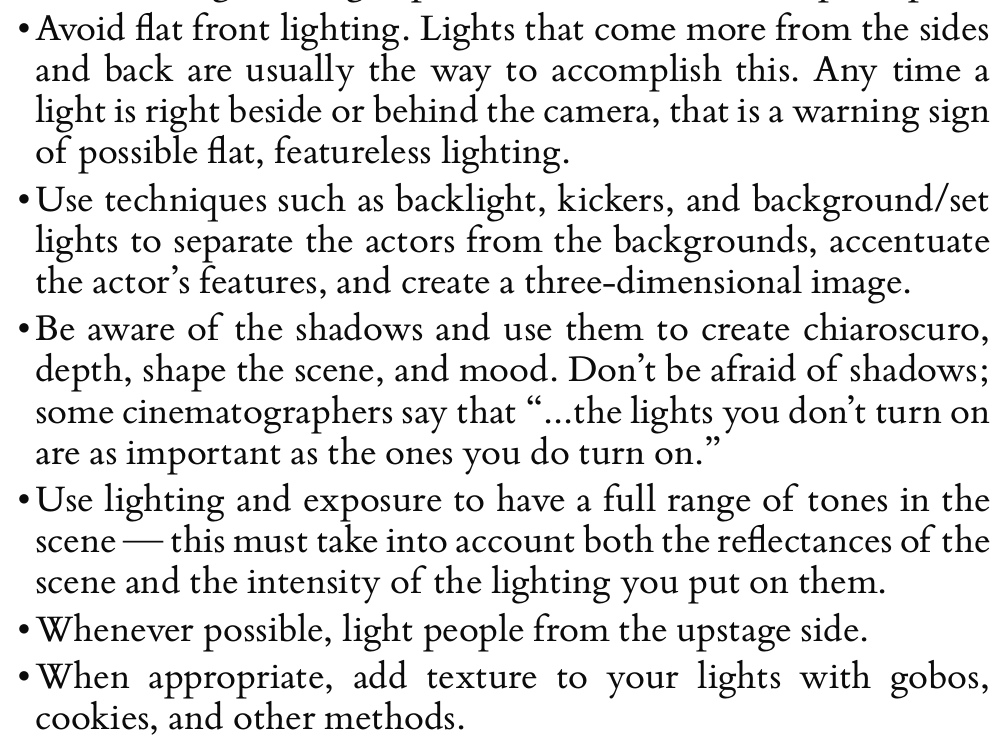 • Avoid flat front lighting. Lights that come more from the sides
and back are usually the way to accomplish this. Any time a
light is right beside or behind the camera, that is a warning sign
of possible flat, featureless lighting.
• Use techniques such as backlight, kickers, and background/set
lights to separate the actors from the backgrounds, accentuate
the actor’s features, and create a three-dimensional image.
• Be aware of the shadows and use them to create chiaroscuro,
depth, shape the scene, and mood. Don’t be afraid of shadows;
some cinematographers say that “...the lights you don’t turn on
are as important as the ones you do turn on.”
• Use lighting and exposure to have a full range of tones in the
scene — this must take into account both the reflectances of the
scene and the intensity of the lighting you put on them.
• Whenever possible, light people from the upstage side.
• When appropriate, add texture to your lights with gobos,
cookies, and other methods.